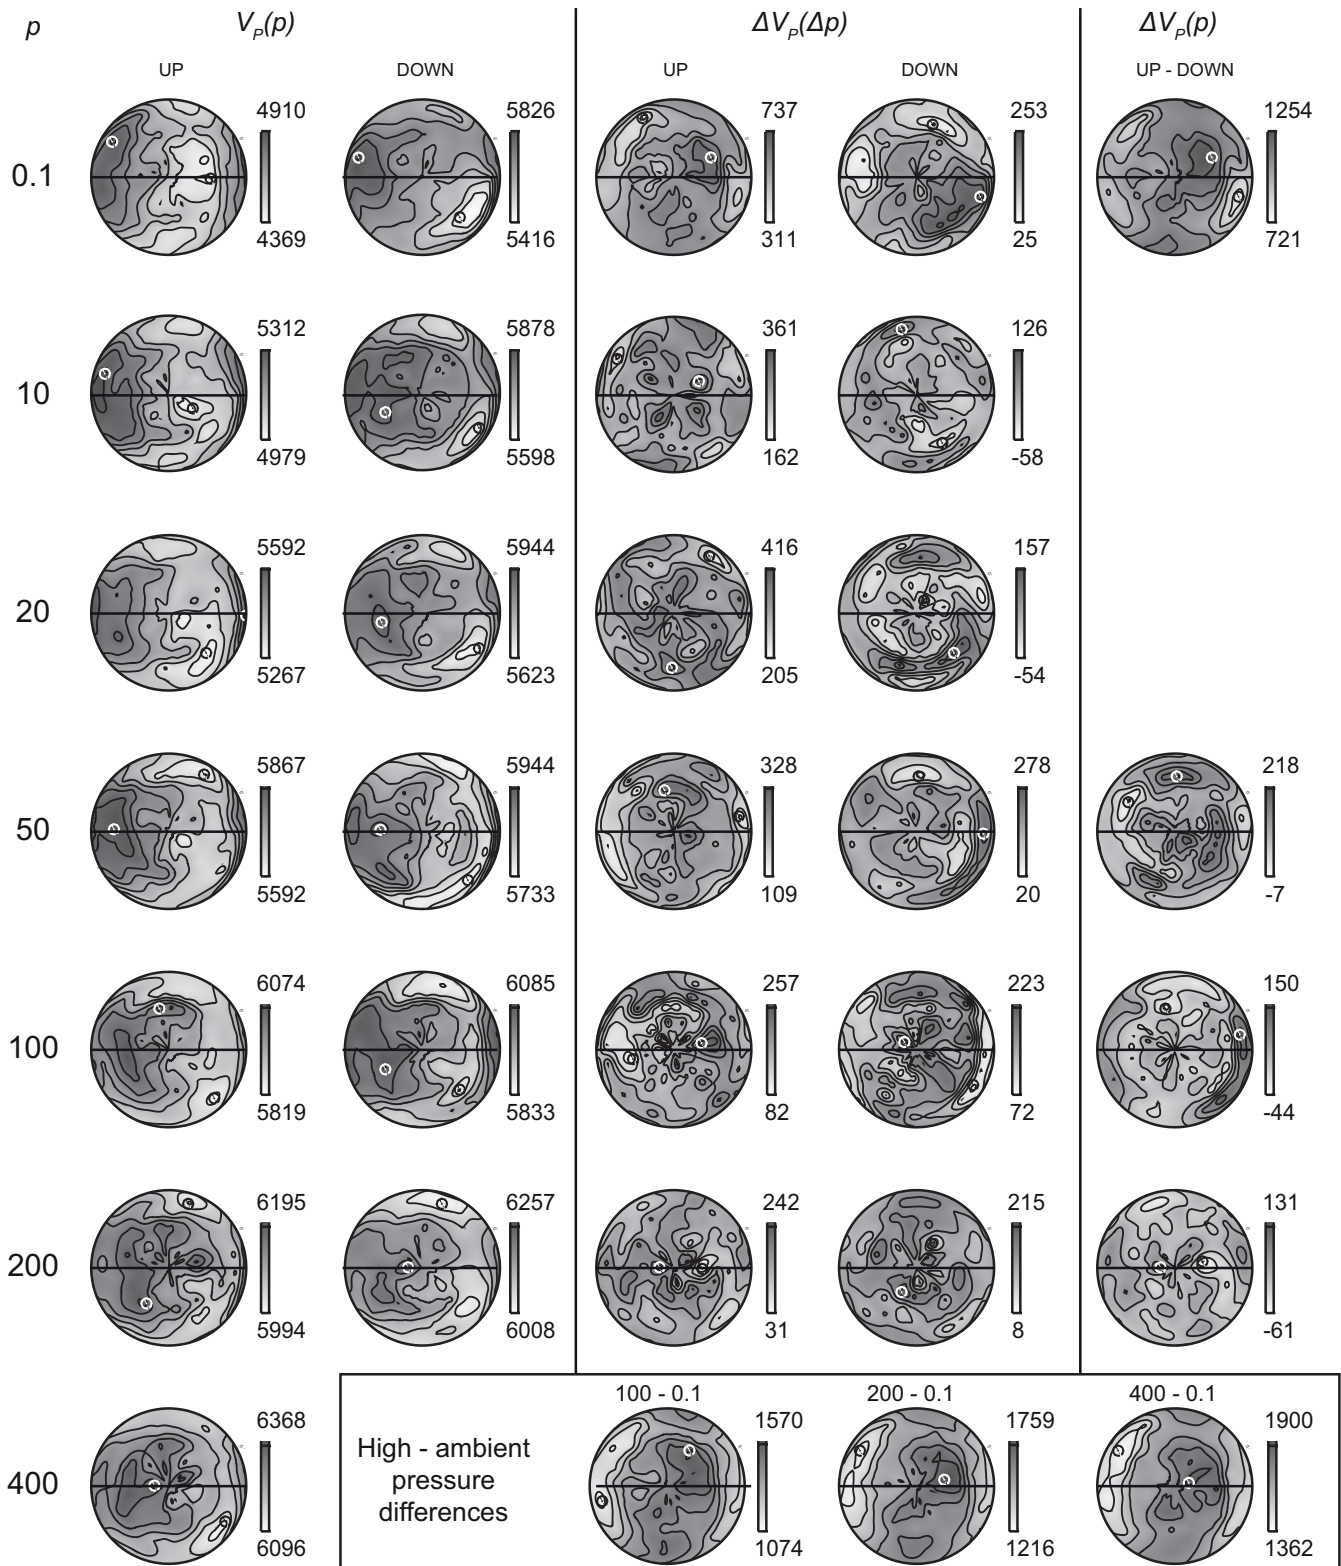 p V_P(p) ΔV_P(Δp) ΔV_P(p)
UP DOWN UP DOWN UP - DOWN
4910 5826 737 253 1254
0.1
4369 5416 311 25 721
5312 5878 361 126
10
4979 5598 162 -58
5592 5944 416 157
20
5267 5623 205 -54
5867 5944 328 278 218
50
5592 5733 109 20 -7
6074 6085 257 223 150
100
5819 5833 82 72 -44
6195 6257 242 215 131
200
5994 6008 31 8 -61
100 - 0.1 200 - 0.1 400 - 0.1
6368 1570 1759 1900
400
High - ambient
pressure
differences
6096 1074 1216 1362